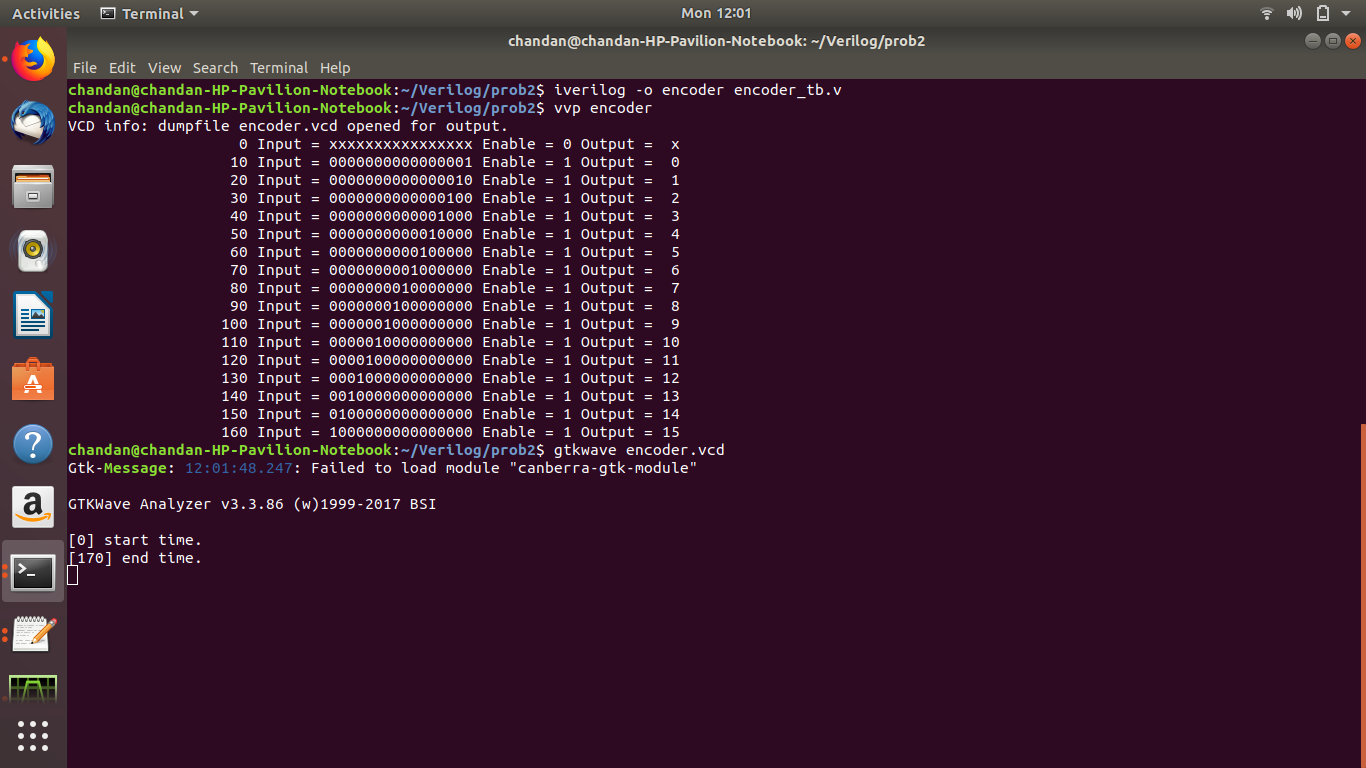 Activities Terminal Mon 12:01
chandan@chandan-HP-Pavilion-Notebook: ~/Verilog/prob2
File Edit View Search Terminal Help
chandan@chandan-HP-Pavilion-Notebook:~/Verilog/prob2$ iverilog -o encoder encoder_tb.v
chandan@chandan-HP-Pavilion-Notebook:~/Verilog/prob2$ vvp encoder
VCD info: dumpfile encoder.vcd opened for output.
0 Input = xxxxxxxxxxxxxxxx Enable = 0 Output =  x
10 Input = 0000000000000001 Enable = 1 Output =  0
20 Input = 0000000000000010 Enable = 1 Output =  1
30 Input = 0000000000000100 Enable = 1 Output =  2
40 Input = 0000000000001000 Enable = 1 Output =  3
50 Input = 0000000000010000 Enable = 1 Output =  4
60 Input = 0000000000100000 Enable = 1 Output =  5
70 Input = 0000000001000000 Enable = 1 Output =  6
80 Input = 0000000010000000 Enable = 1 Output =  7
90 Input = 0000000100000000 Enable = 1 Output =  8
100 Input = 0000001000000000 Enable = 1 Output =  9
110 Input = 0000010000000000 Enable = 1 Output = 10
120 Input = 0000100000000000 Enable = 1 Output = 11
130 Input = 0001000000000000 Enable = 1 Output = 12
140 Input = 0010000000000000 Enable = 1 Output = 13
150 Input = 0100000000000000 Enable = 1 Output = 14
160 Input = 1000000000000000 Enable = 1 Output = 15
chandan@chandan-HP-Pavilion-Notebook:~/Verilog/prob2$ gtkwave encoder.vcd
Gtk-Message: 12:01:48.247: Failed to load module "canberra-gtk-module"
GTKWave Analyzer v3.3.86 (w)1999-2017 BSI
[0] start time.
[170] end time.